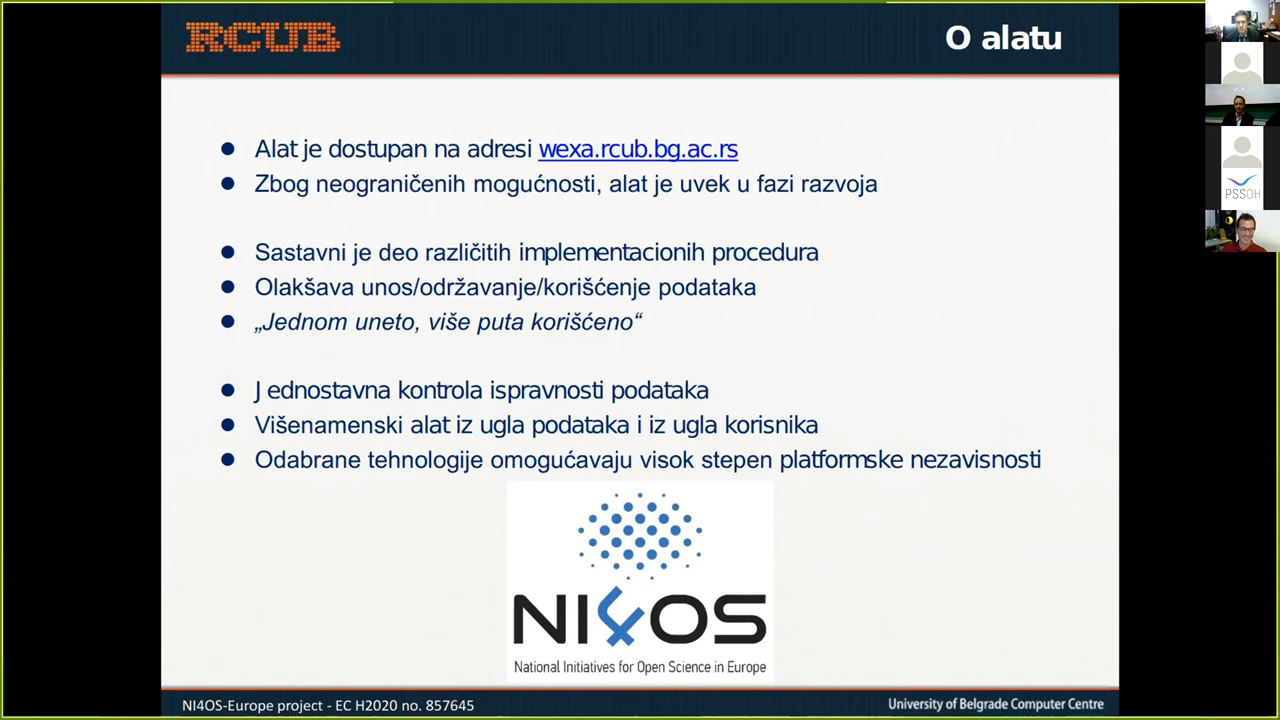 RCUB
O alatu
Alat je dostupan na adresi wexa.rcub.bg.ac.rs
Zbog neograničenih mogućnosti, alat je uvek u fazi razvoja
Sastavni je deo različitih implementacionih procedura
Olakšava unos/održavanje/korišćenje podataka
„Jednom uneto, više puta korišćeno“
Jednostavna kontrola ispravnosti podataka
Višenamenski alat iz ugla podataka i iz ugla korisnika
Odabrane tehnologije omogućavaju visok stepen platformske nezavisnosti
NI4OS
National Initiatives for Open Science in Europe
NI4OS-Europe project - EC H2020 no. 857645
University of Belgrade Computer Centre
PSSOH